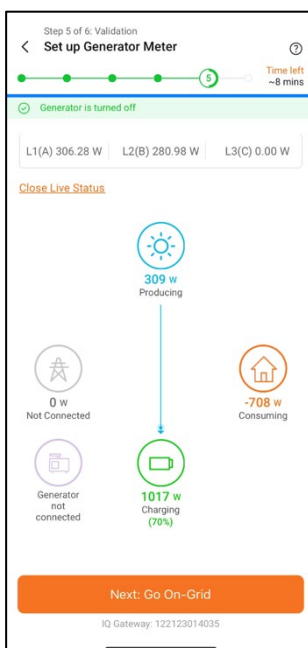 Step 5 of 6: Validation
Set up Generator Meter
5
Time left
~8 mins
Generator is turned off
L1(A) 306.28 W L2(B) 280.98 W L3(C) 0.00 W
Close Live Status
309 W
Producing
0 W
Not Connected
-708 W
Consuming
Generator
not
connected
1017 W
Charging
(70%)
Next: Go On-Grid
IQ Gateway: 122123014035